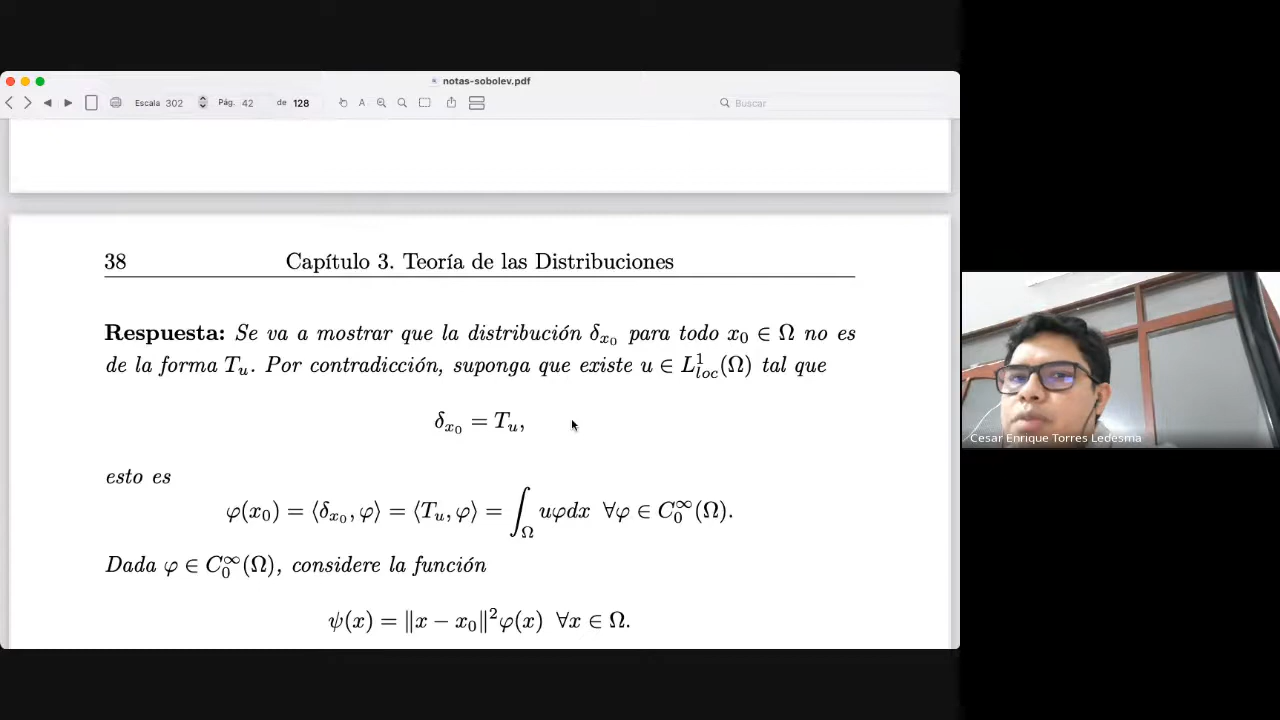 notas-sobolev.pdf
Escala 302 Pág. 42 de 128 A Buscar
38 Capítulo 3. Teoría de las Distribuciones
Respuesta: Se va a mostrar que la distribución δ_{x_0} para todo x_0 ∈ Ω no es
de la forma T_u. Por contradicción, suponga que existe u ∈ L^1_{loc}(Ω) tal que
δ_{x_0} = T_u,
esto es
φ(x_0) = ⟨δ_{x_0}, φ⟩ = ⟨T_u, φ⟩ = ∫_Ω uφdx ∀φ ∈ C_0^∞(Ω).
Dada φ ∈ C_0^∞(Ω), considere la función
ψ(x) = ‖x − x_0‖^2φ(x) ∀x ∈ Ω.
Cesar Enrique Torres Ledesma